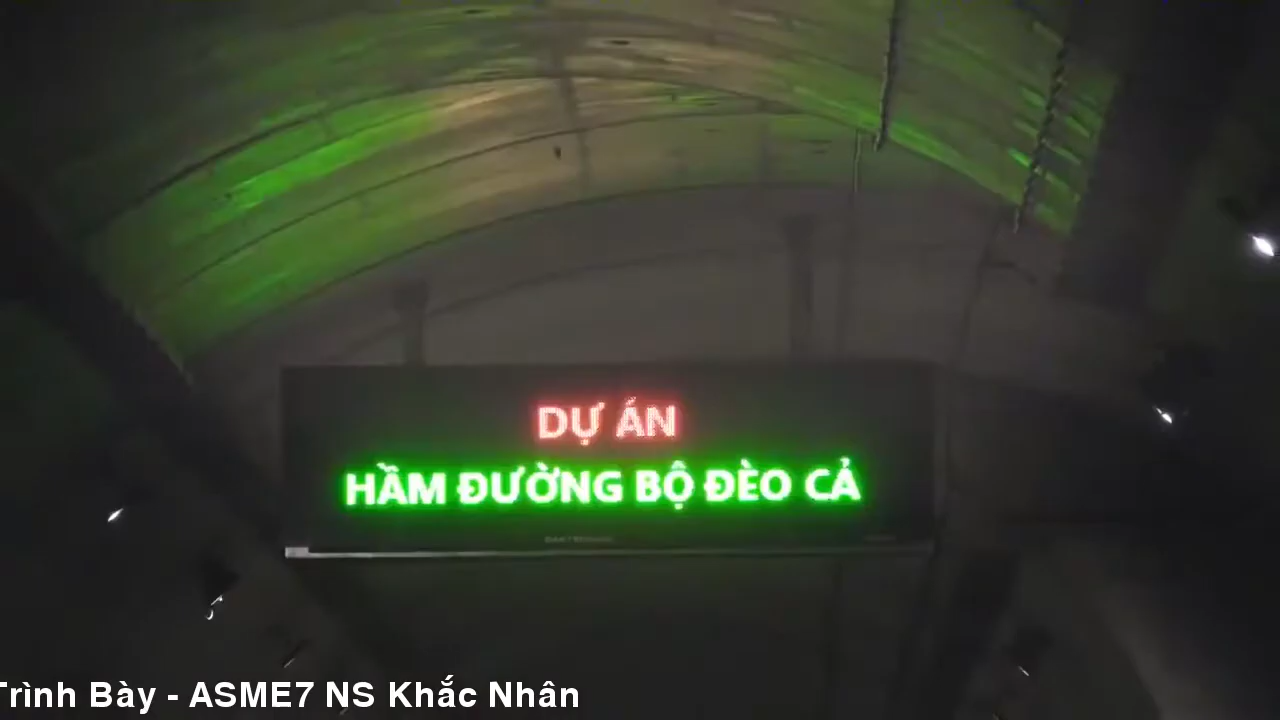 DỰ ÁN
HẦM ĐƯỜNG BỘ ĐÈO CẢ
Trình Bày - ASME7 NS Khắc Nhân